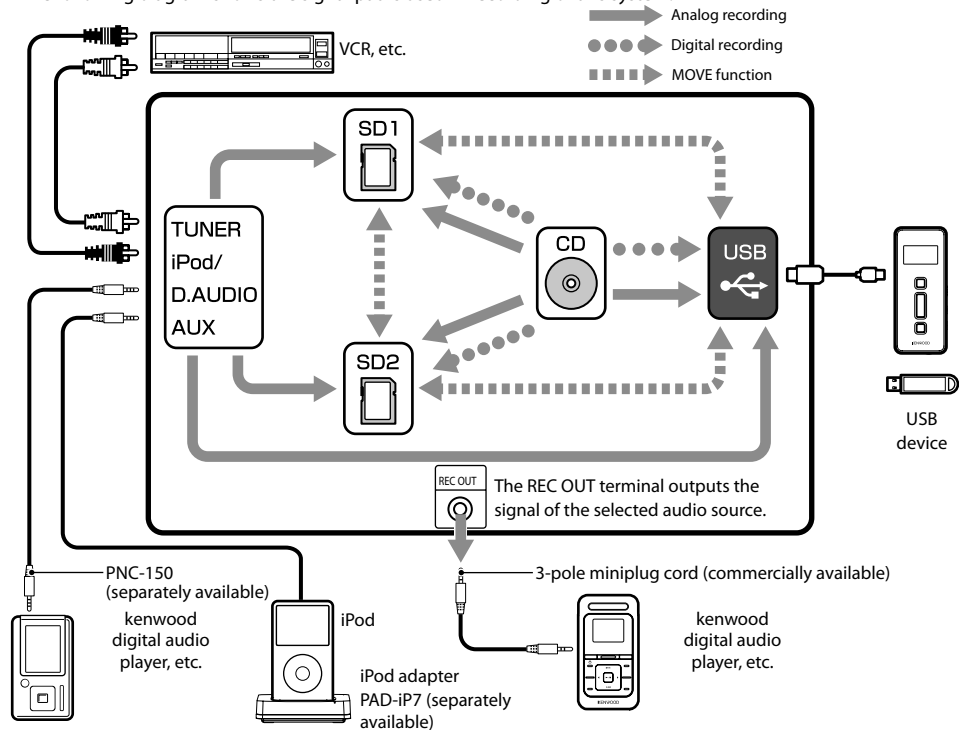 Analog recording
Digital recording
MOVE function
VCR, etc.
SD1
SD2
TUNER
iPod/
D.AUDIO
AUX
CD
USB
USB
device
REC OUT
The REC OUT terminal outputs the
signal of the selected audio source.
PNC-150
(separately available)
kenwood
digital audio
player, etc.
iPod
iPod adapter
PAD-iP7 (separately
available)
3-pole miniplug cord (commercially available)
kenwood
digital audio
player, etc.
KENWOOD
KENWOOD